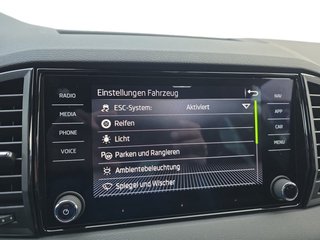 RADIO
MEDIA
PHONE
VOICE
Einstellungen Fahrzeug
ESC-System: Aktiviert
Reifen
Licht
Parken und Rangieren
Ambientebeleuchtung
Spiegel und Wischer
NAV
APP
CAR
MENU